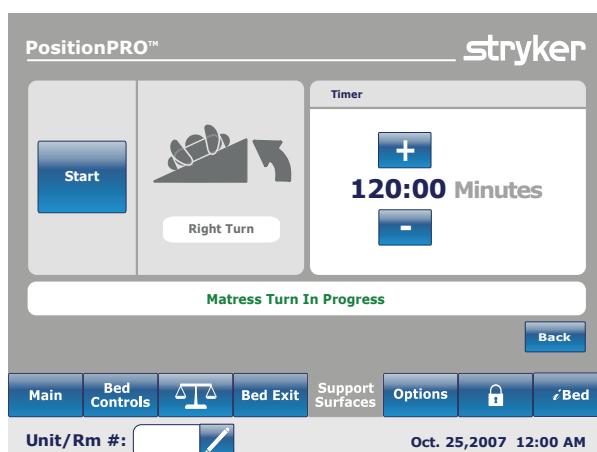 PositionPRO™
stryker
Timer
Start
+
120:00 Minutes
-
Right Turn
Matress Turn In Progress
Back
Main
Bed
Controls
Bed Exit
Support
Surfaces
Options
iBed
Unit/Rm #:
Oct. 25,2007 12:00 AM